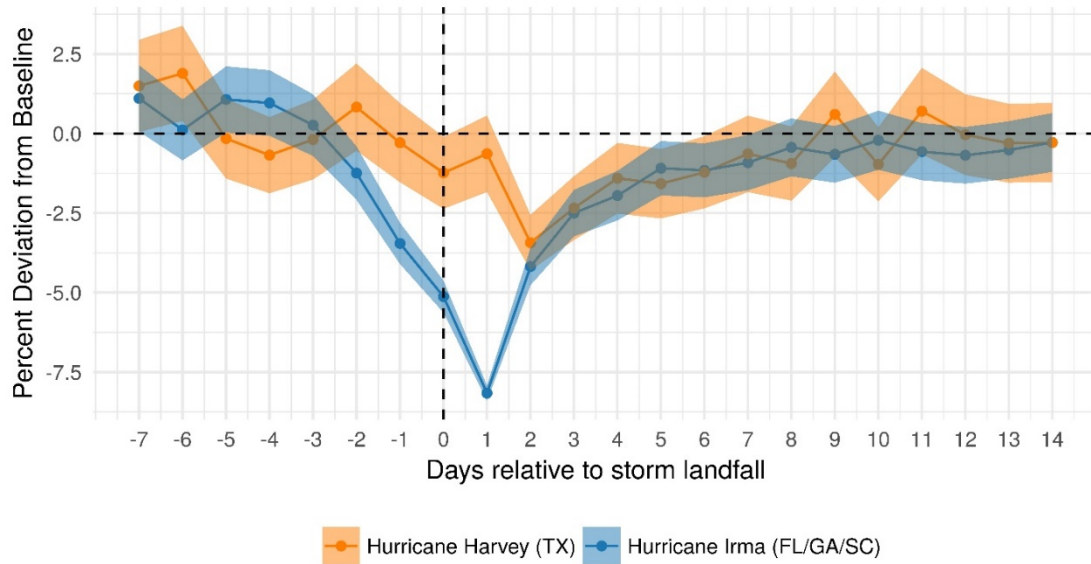 Percent Deviation from Baseline
2.5
0.0
-2.5
-5.0
-7.5
-7 -6 -5 -4 -3 -2 -1 0 1 2 3 4 5 6 7 8 9 10 11 12 13 14
Days relative to storm landfall
Hurricane Harvey (TX) Hurricane Irma (FL/GA/SC)